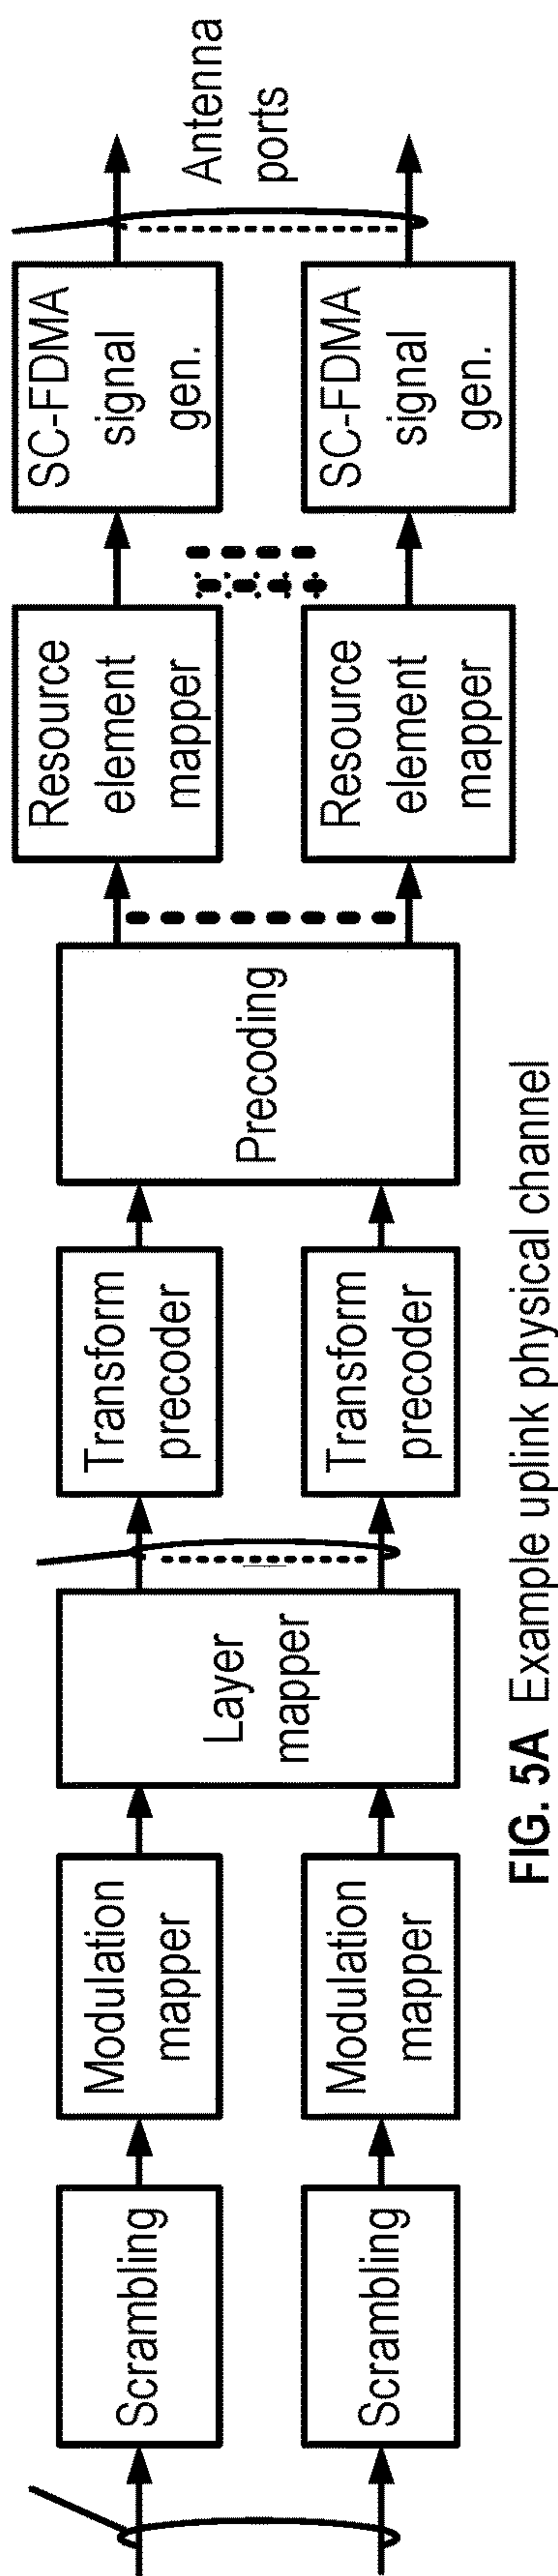 Scrambling
Modulation
mapper
Scrambling
Modulation
mapper
Layer
mapper
Transform
precoder
Transform
precoder
Precoding
Resource
element
mapper
SC-FDMA
signal
gen.
Resource
element
mapper
SC-FDMA
signal
gen.
Antenna
ports
FIG. 5A Example uplink physical channel